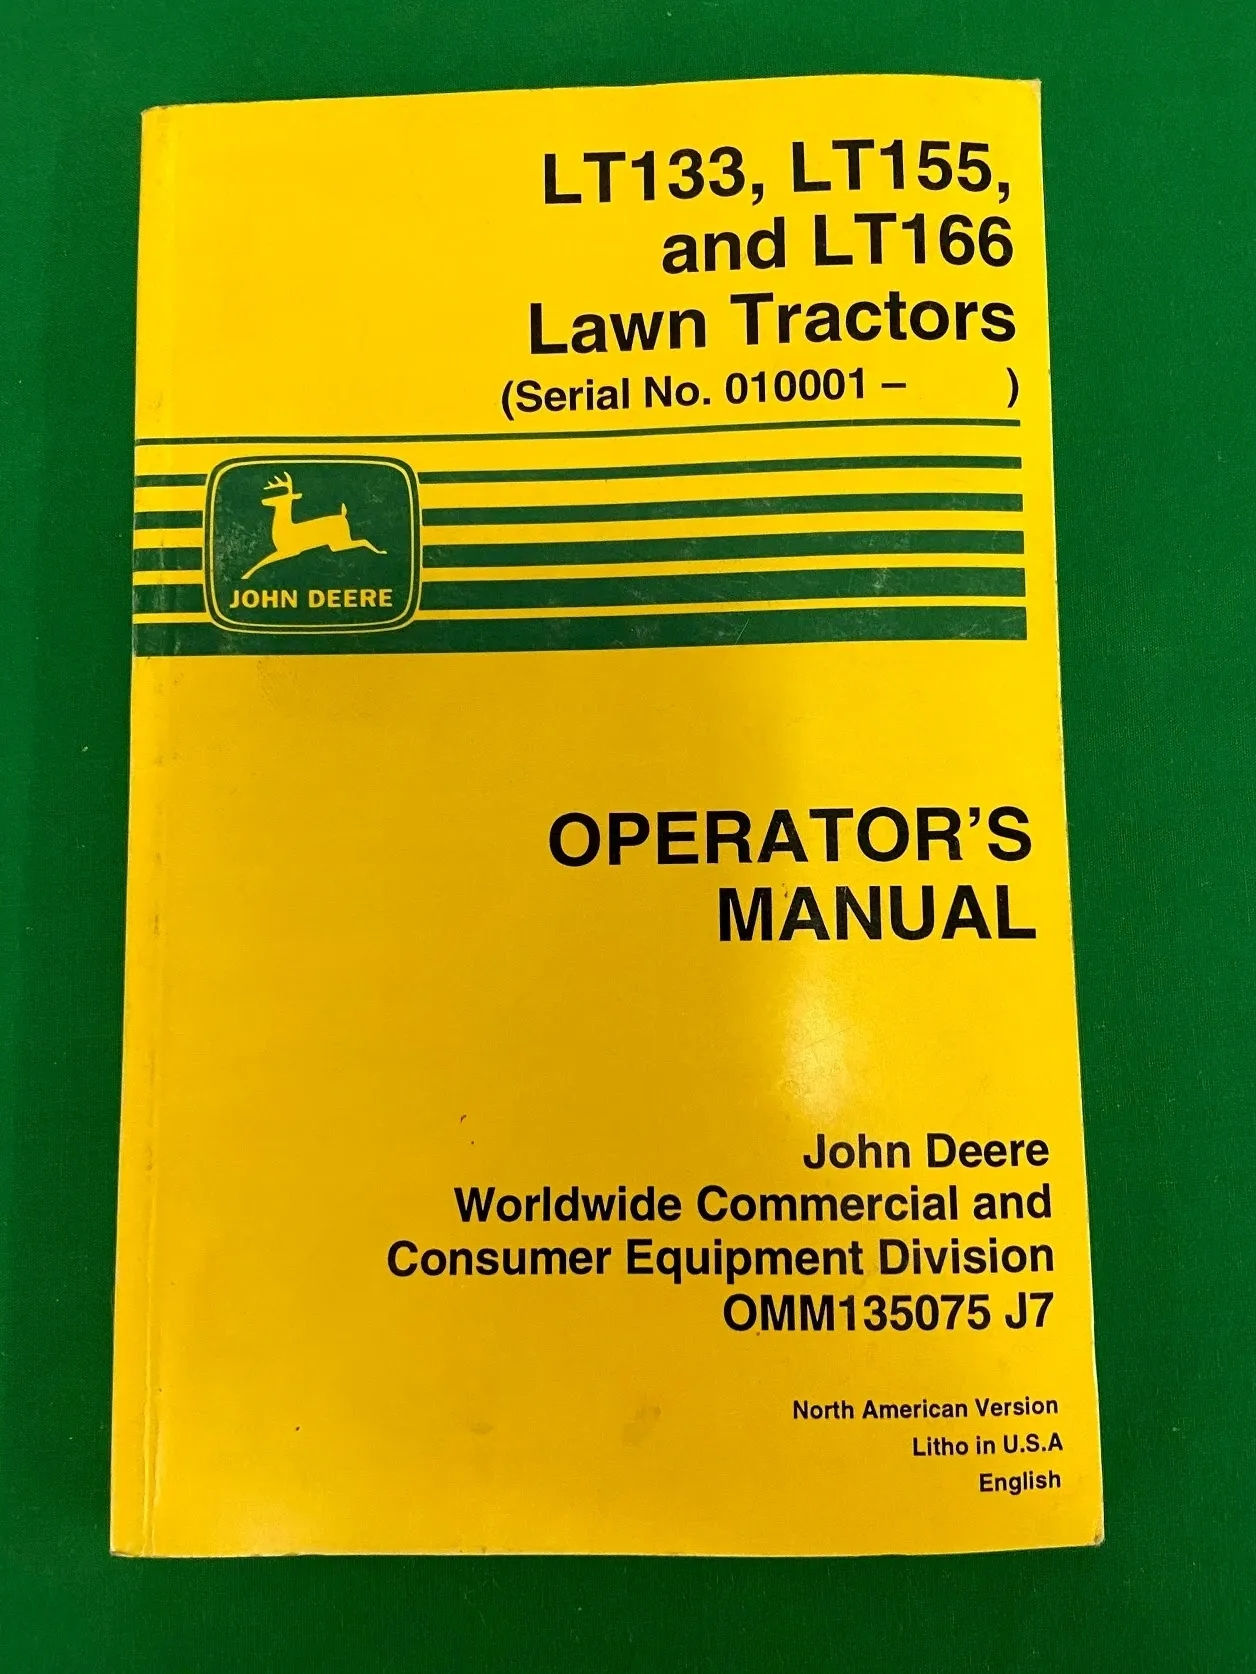 LT133, LT155,
and LT166
Lawn Tractors
(Serial No. 010001 – )
JOHN DEERE
OPERATOR'S
MANUAL
John Deere
Worldwide Commercial and
Consumer Equipment Division
OMM135075 J7
North American Version
Litho in U.S.A
English